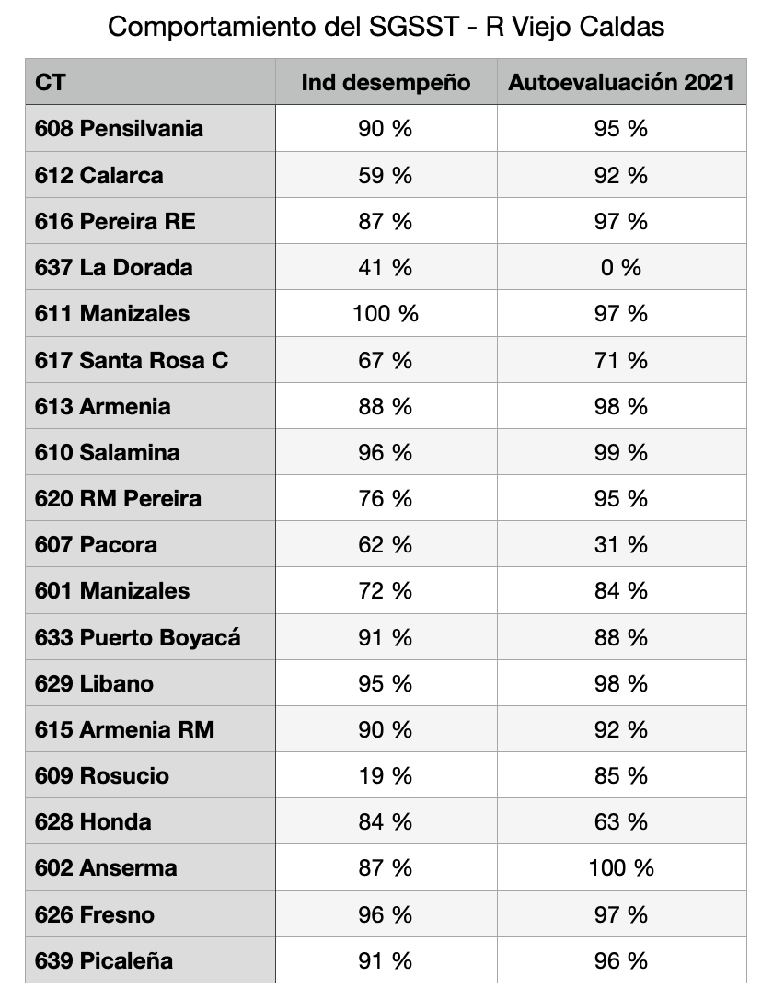 Comportamiento del SGSST - R Viejo Caldas
CT Ind desempeño Autoevaluación 2021
608 Pensilvania 90 % 95 %
612 Calarca 59 % 92 %
616 Pereira RE 87 % 97 %
637 La Dorada 41 % 0 %
611 Manizales 100 % 97 %
617 Santa Rosa C 67 % 71 %
613 Armenia 88 % 98 %
610 Salamina 96 % 99 %
620 RM Pereira 76 % 95 %
607 Pacora 62 % 31 %
601 Manizales 72 % 84 %
633 Puerto Boyacá 91 % 88 %
629 Libano 95 % 98 %
615 Armenia RM 90 % 92 %
609 Rosucio 19 % 85 %
628 Honda 84 % 63 %
602 Anserma 87 % 100 %
626 Fresno 96 % 97 %
639 Picaleña 91 % 96 %